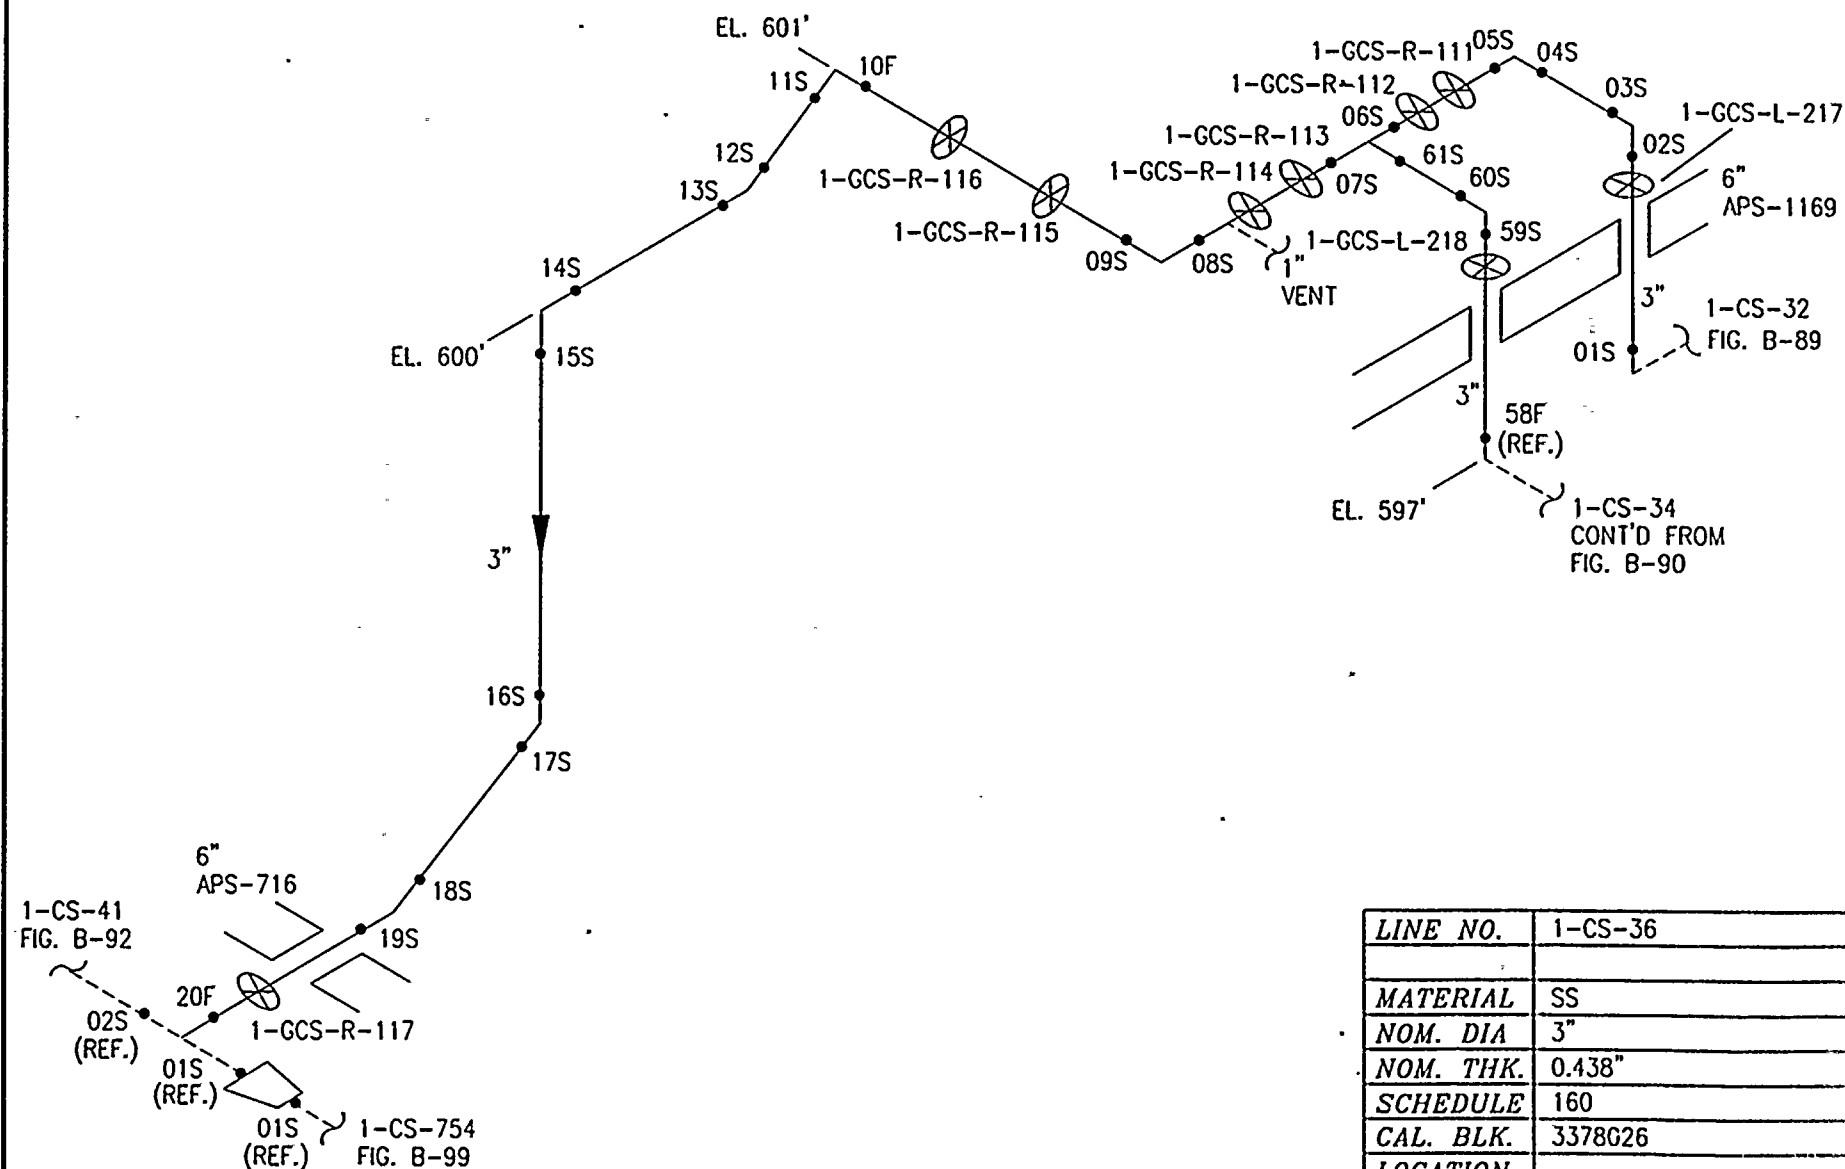 EL. 601'
10F
11S
12S
13S
1-GCS-R-116
1-GCS-R-115
14S
EL. 600'
15S
3"
16S
17S
18S
6"
APS-716
19S
1-CS-41
FIG. B-92
20F
02S
(REF.)
1-GCS-R-117
01S
(REF.)
01S
(REF.)
1-CS-754
FIG. B-99
1-GCS-R-111
05S
04S
1-GCS-R-112
03S
1-GCS-L-217
06S
1-GCS-R-113
02S
61S
1-GCS-R-114
07S
60S
6"
APS-1169
09S
08S
1-GCS-L-218
59S
1"
VENT
3"
1-CS-32
FIG. B-89
01S
3"
58F
(REF.)
EL. 597'
1-CS-34
CONT'D FROM
FIG. B-90
LINE NO. 1-CS-36
MATERIAL SS
NOM. DIA 3"
NOM. THK. 0.438"
SCHEDULE 160
CAL. BLK. 3378G26
LOCATION